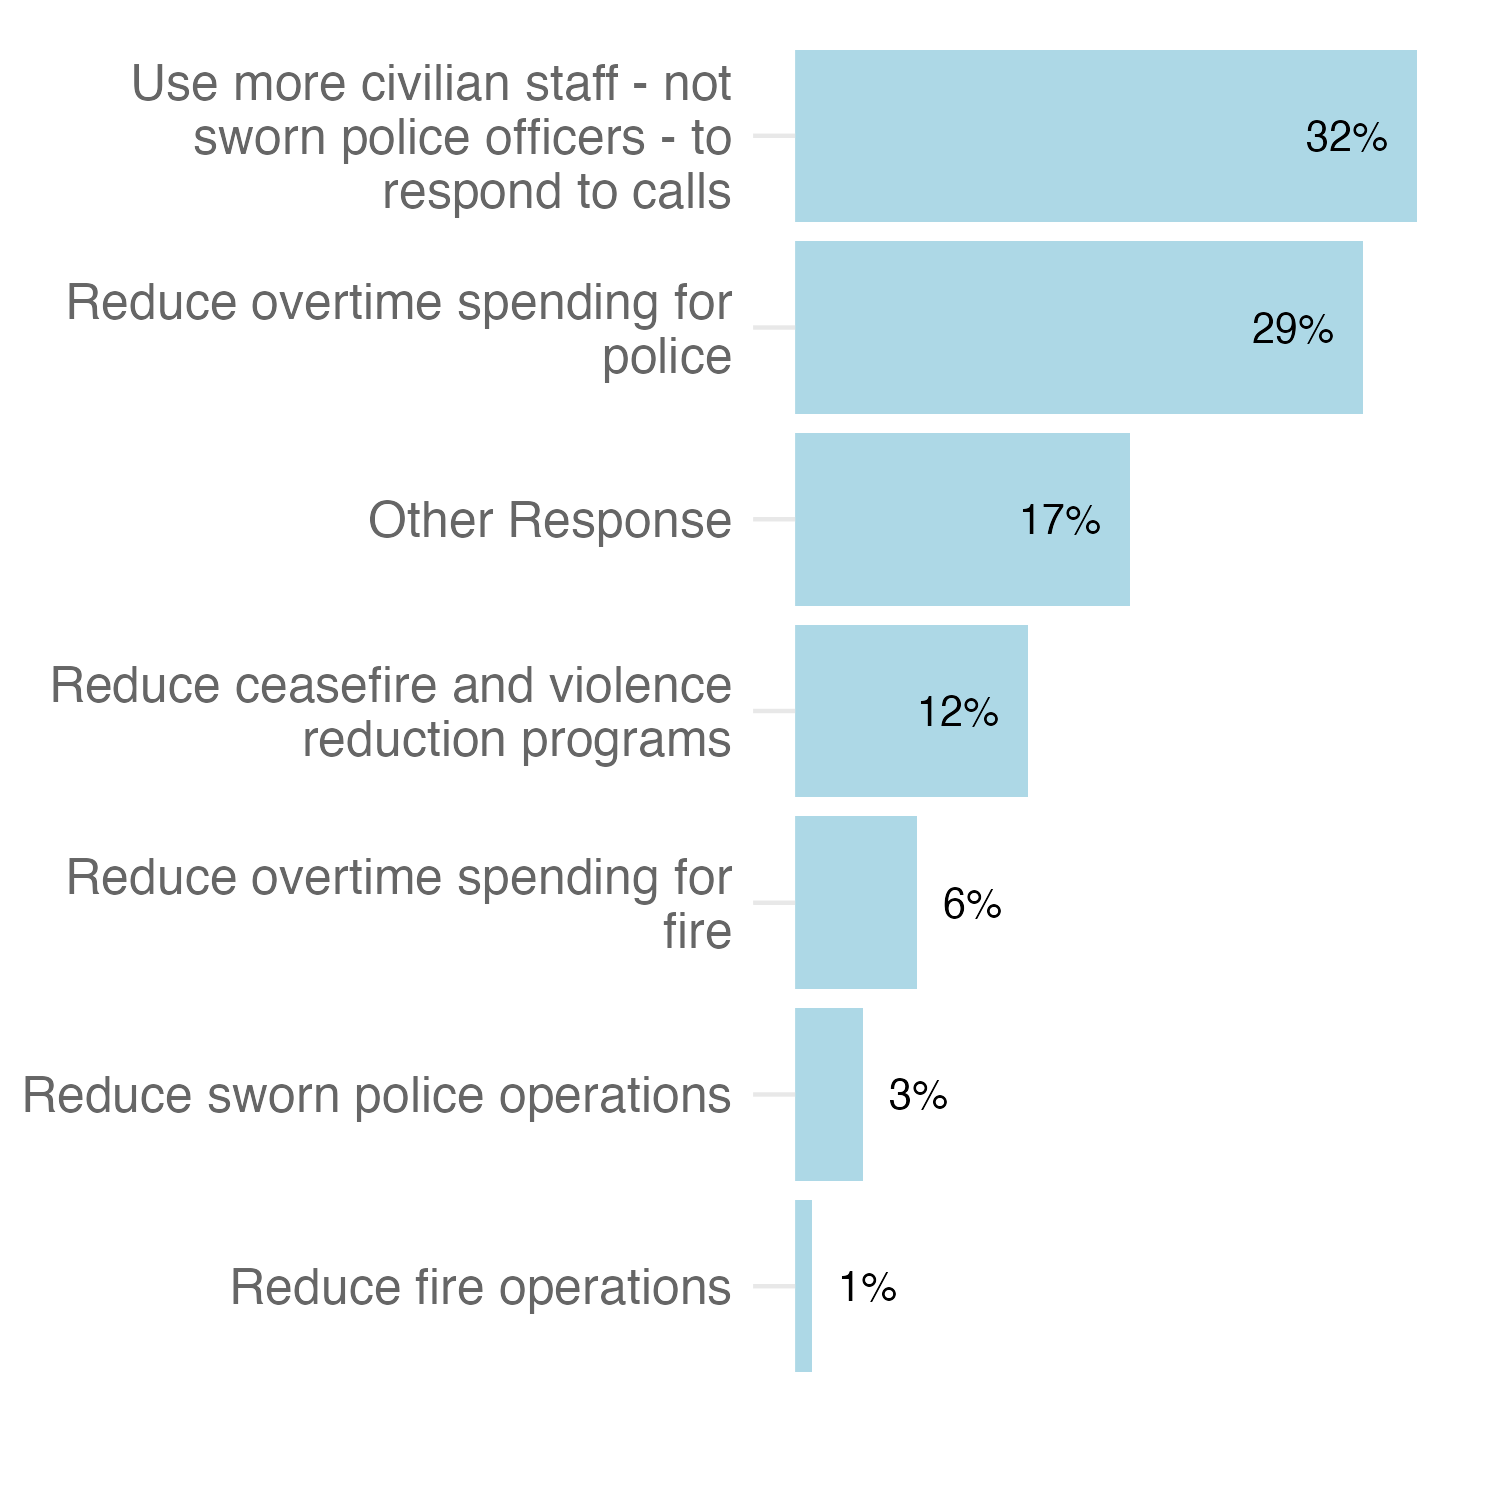 Use more civilian staff - not
sworn police officers - to
respond to calls
32%
Reduce overtime spending for
police
29%
Other Response
17%
Reduce ceasefire and violence
reduction programs
12%
Reduce overtime spending for
fire
6%
Reduce sworn police operations
3%
Reduce fire operations
1%